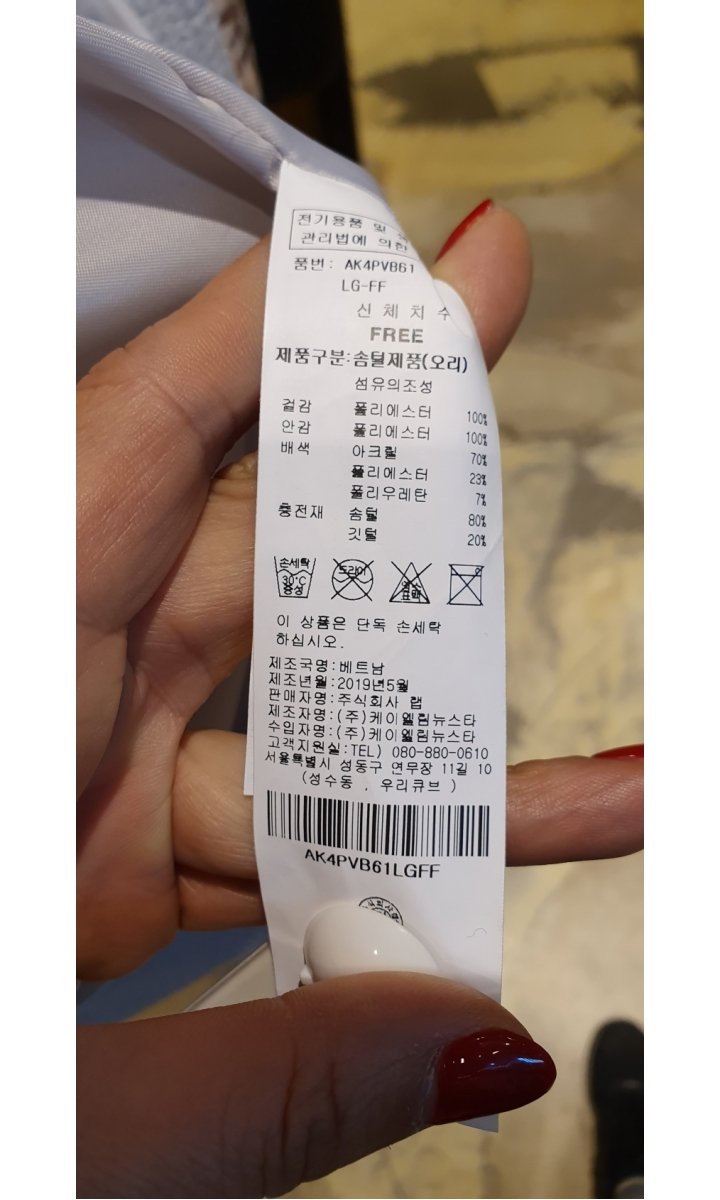 전기용품 및
관리법에 의한
품번: AK4PVB61
LG-FF
신 체 치 수
FREE
제품구분:솜털제품(오리)
섬유의조성
겉감 폴리에스터 100%
안감 폴리에스터 100%
배색 아크릴 70%
폴리에스터 23%
폴리우레탄 7%
충전재 솜털 80%
깃털 20%
손세탁 30℃ 중성 드라이 염소 표백
이 상품은 단독 손세탁
하십시오.
제조국명:베트남
제조년월:2019년5월
판매자명:주식회사 랩
제조자명:(주)케이엘림뉴스타
수입자명:(주)케이엘림뉴스타
고객지원실:TEL) 080-880-0610
서울특별시 성동구 연무장 11길 10
(성수동 , 우리큐브 )
AK4PVB61LGFF